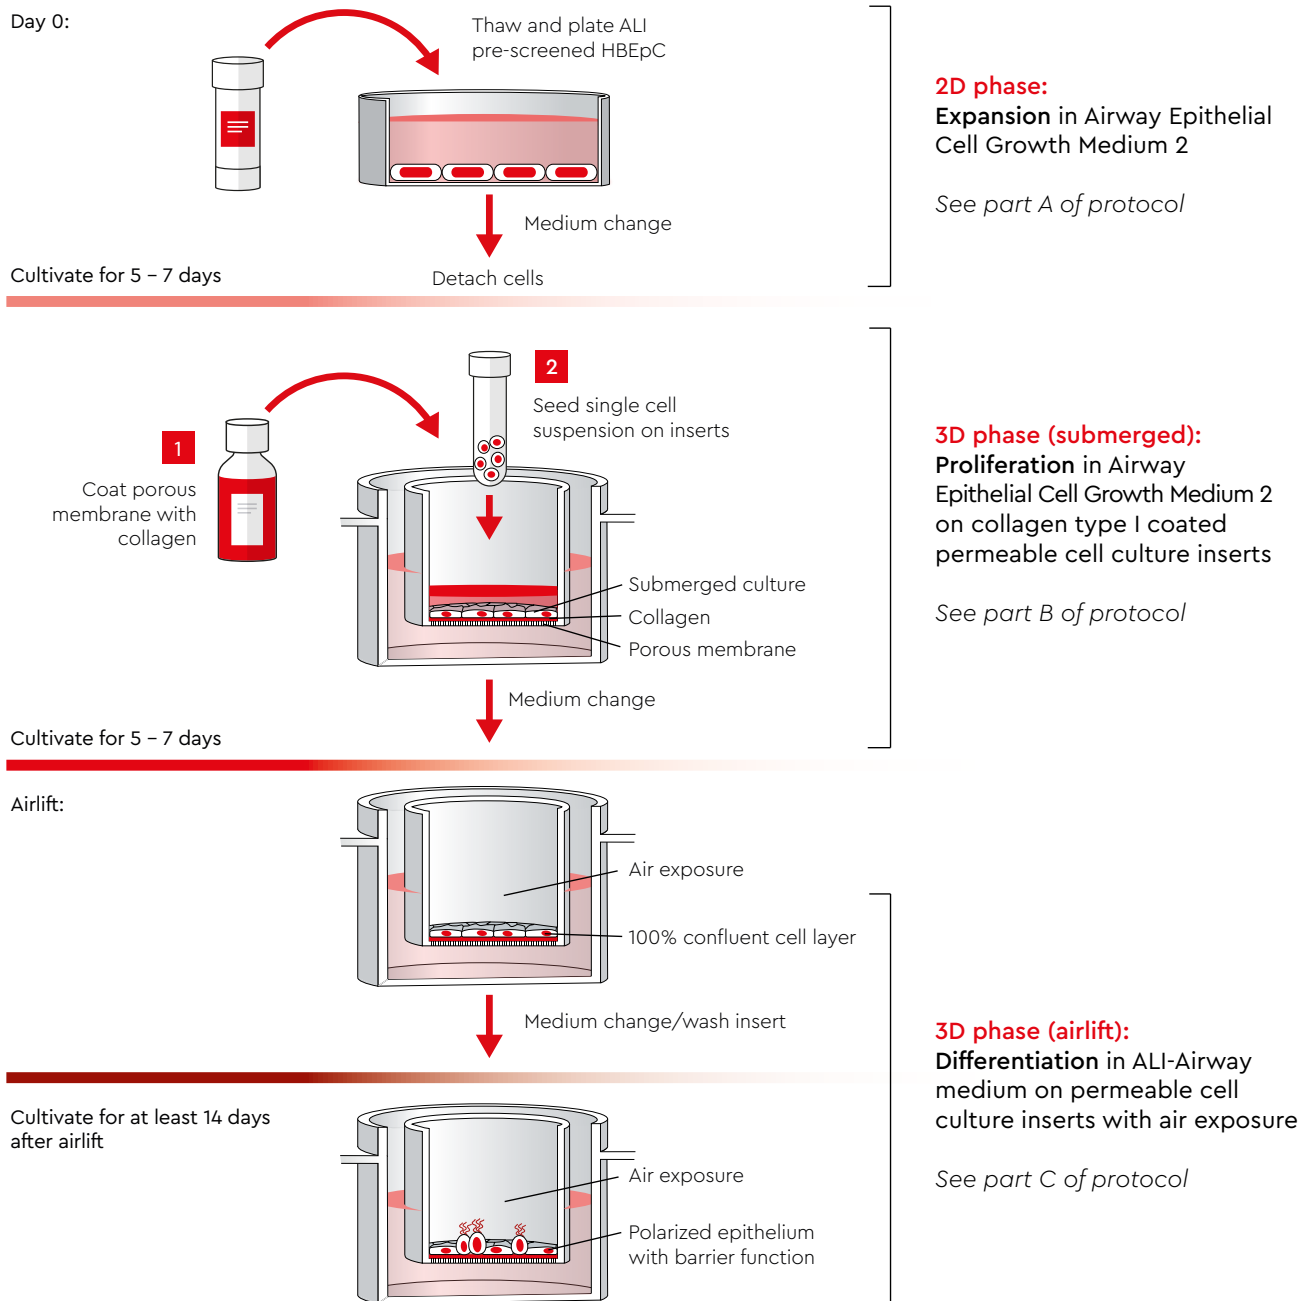 Day 0:
Thaw and plate ALI
pre-screened HBEpC
2D phase:
Expansion in Airway Epithelial
Cell Growth Medium 2
See part A of protocol
Medium change
Cultivate for 5 – 7 days
Detach cells
1
Coat porous
membrane with
collagen
2
Seed single cell
suspension on inserts
3D phase (submerged):
Proliferation in Airway
Epithelial Cell Growth Medium 2
on collagen type I coated
permeable cell culture inserts
See part B of protocol
Submerged culture
Collagen
Porous membrane
Medium change
Cultivate for 5 – 7 days
Airlift:
Air exposure
100% confluent cell layer
Medium change/wash insert
3D phase (airlift):
Differentiation in ALI-Airway
medium on permeable cell
culture inserts with air exposure
See part C of protocol
Cultivate for at least 14 days
after airlift
Air exposure
Polarized epithelium
with barrier function